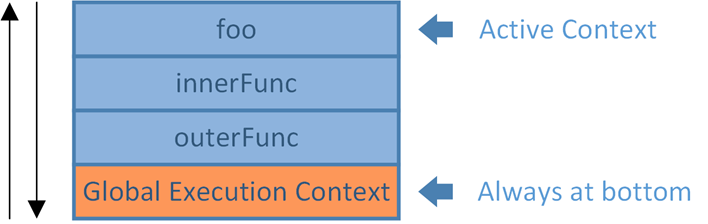 foo
Active Context
innerFunc
outerFunc
Global Execution Context
Always at bottom